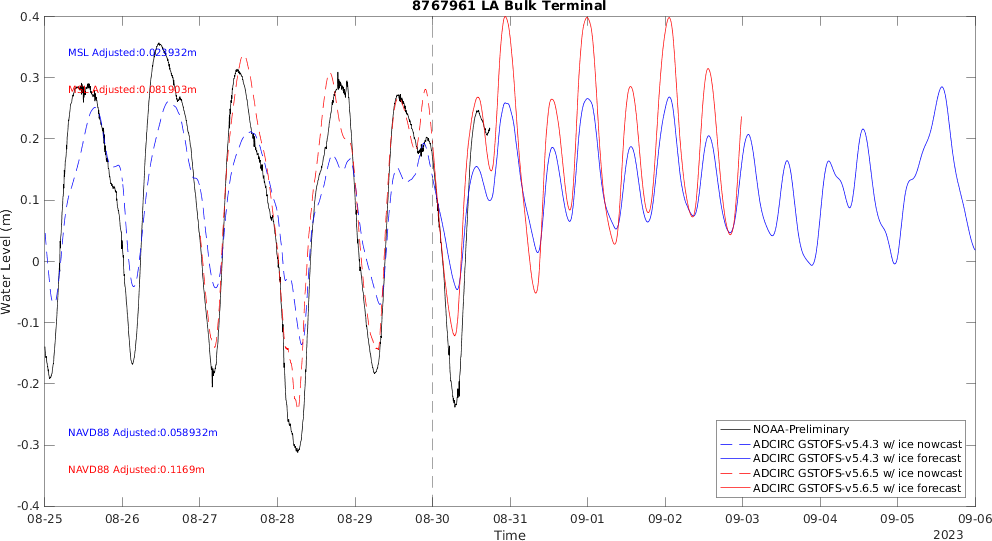 8767961 LA Bulk Terminal
0.4
0.3
0.2
0.1
0
-0.1
-0.2
-0.3
-0.4
Water Level (m)
MSL Adjusted:0.023932m
MSL Adjusted:0.081903m
NAVD88 Adjusted:0.058932m
NAVD88 Adjusted:0.1169m
NOAA-Preliminary
ADCIRC GSTOFS-v5.4.3 w/ ice nowcast
ADCIRC GSTOFS-v5.4.3 w/ ice forecast
ADCIRC GSTOFS-v5.6.5 w/ ice nowcast
ADCIRC GSTOFS-v5.6.5 w/ ice forecast
08-25 08-26 08-27 08-28 08-29 08-30 08-31 09-01 09-02 09-03 09-04 09-05 09-06
Time
2023